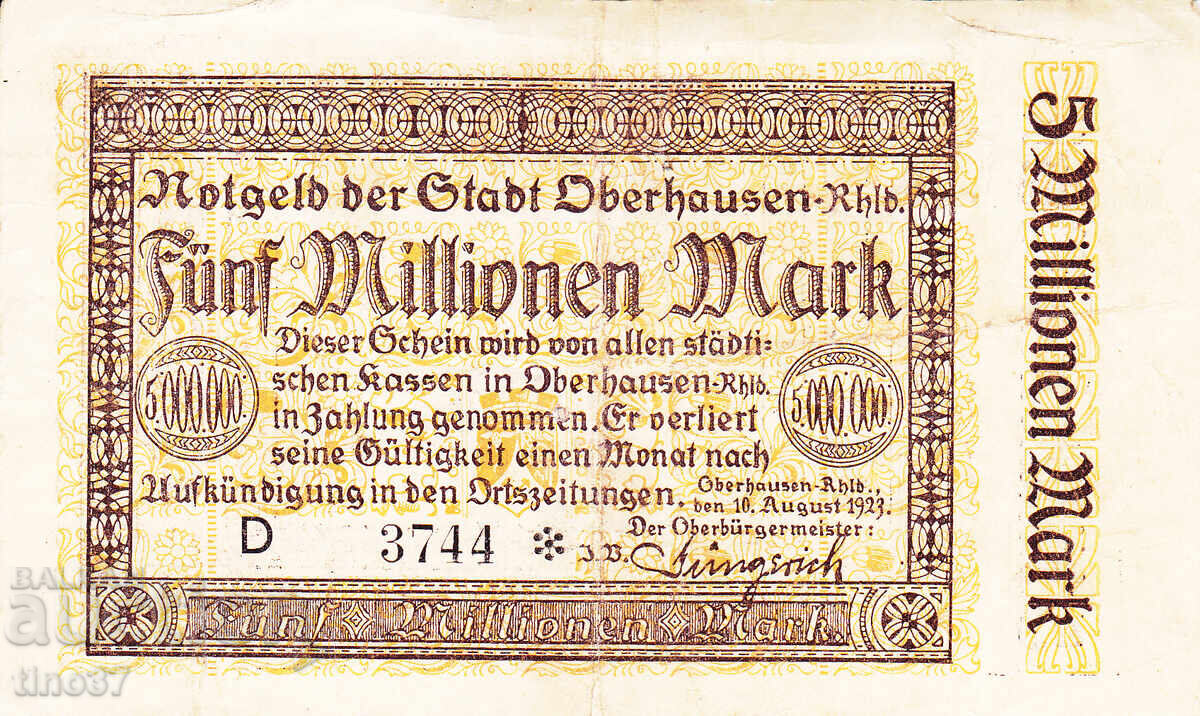 Notgeld der Stadt Oberhausen-Rhld.
Fünf Millionen Mark
Dieser Schein wird von allen städti-
schen Kassen in Oberhausen-Rhld.
in Zahlung genommen. Er verliert
seine Gültigkeit einen Monat nach
Aufkündigung in den Ortszeitungen.
5.000.000.
5.000.000.
Oberhausen-Rhld.,
den 10. August 1923.
Der Oberbürgermeister:
D 3744 *
J.V.
Fünf Millionen Mark.
5 Millionen Mark
tino37